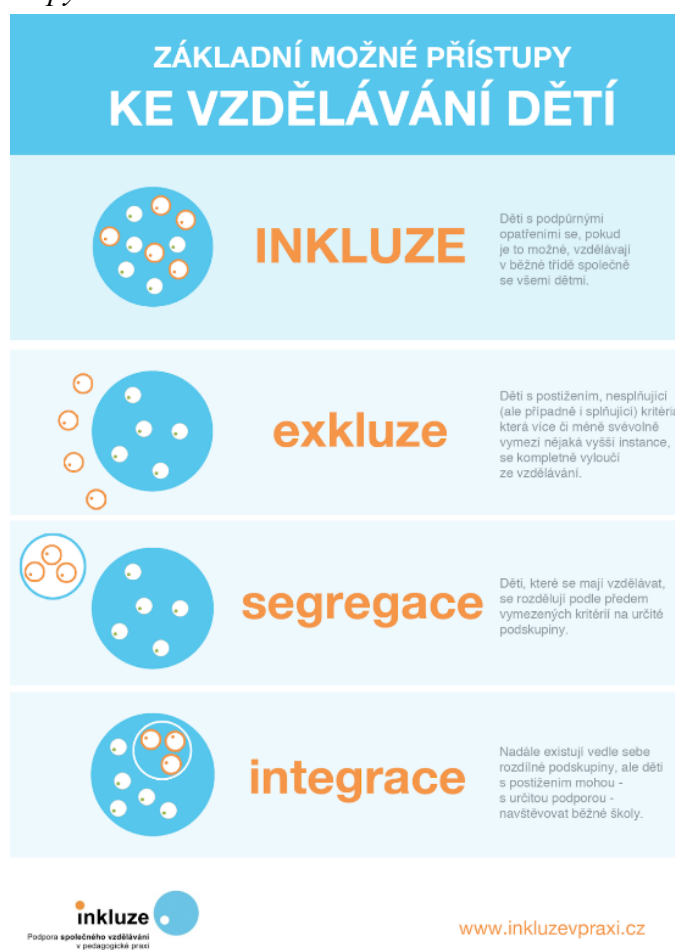 ZÁKLADNÍ MOŽNÉ PŘÍSTUPY
KE VZDĚLÁVÁNÍ DĚTÍ
INKLUZE
Děti s podpůrnými
opatřeními se, pokud
je to možné, vzdělávají
v běžné třídě společně
se všemi dětmi.
exkluze
Děti s postižením, nesplňující
(ale případně i splňující) kritéria
která více či méně svévolně
vymezí nějaká vyšší instance,
se kompletně vyloučí
ze vzdělávání.
segregace
Děti, které se mají vzdělávat,
se rozdělují podle předem
vymezených kritérií na určité
podskupiny.
integrace
Nadále existují vedle sebe
rozdílné podskupiny, ale děti
s postižením mohou -
s určitou podporou -
navštěvovat běžné školy.
inkluze
Podpora společného vzdělávání
v pedagogické praxi
www.inkluzevpraxi.cz